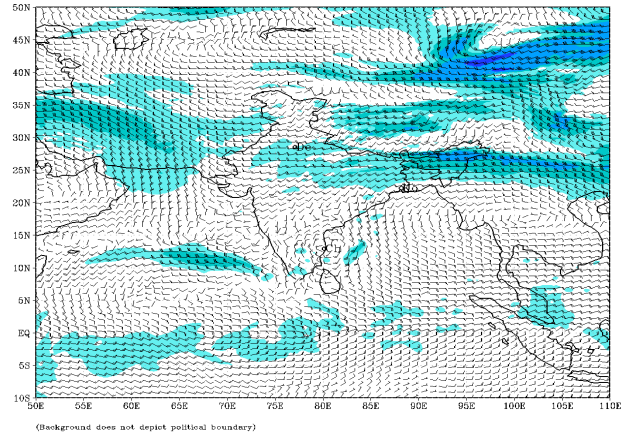 50N
45N
40N
35N
30N
25N
20N
15N
10N
5N
EQ
5S
10S
50E 55E 60E 65E 70E 75E 80E 85E 90E 95E 100E 105E 110E
(Background does not depict political boundary)